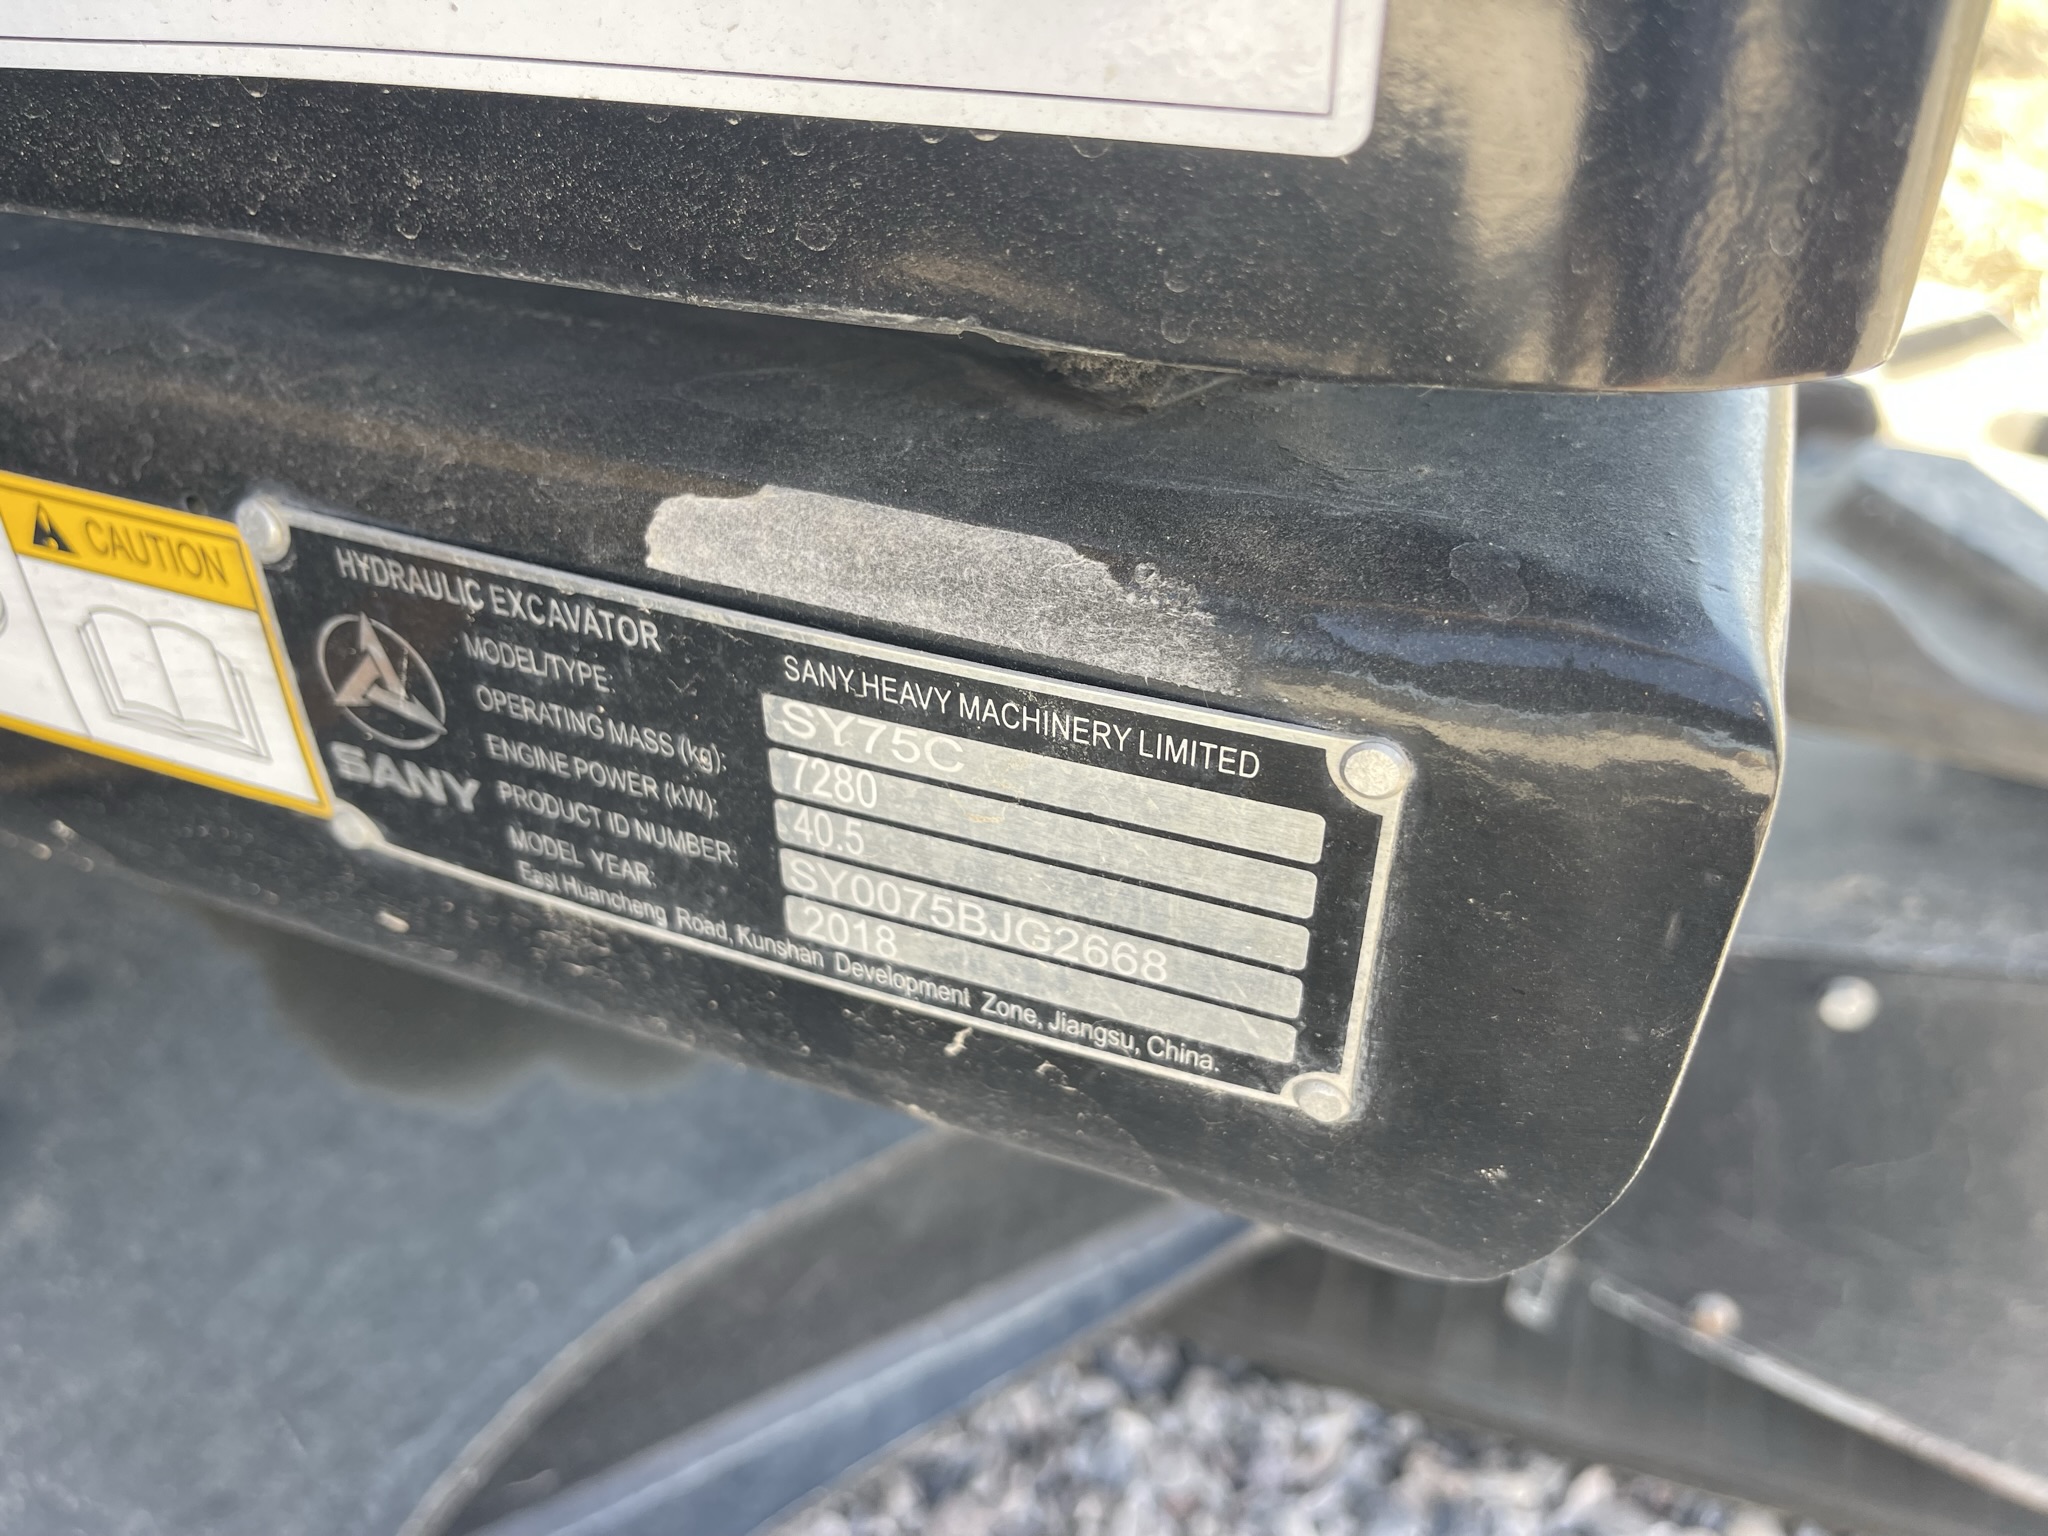 CAUTION
HYDRAULIC EXCAVATOR
SANY HEAVY MACHINERY LIMITED
SANY
MODEL/TYPE: SY75C
OPERATING MASS (kg): 7280
ENGINE POWER (kW): 40.5
PRODUCT ID NUMBER: SY0075BJG2668
MODEL YEAR: 2018
East Huancheng Road, Kunshan Development Zone, Jiangsu, China.